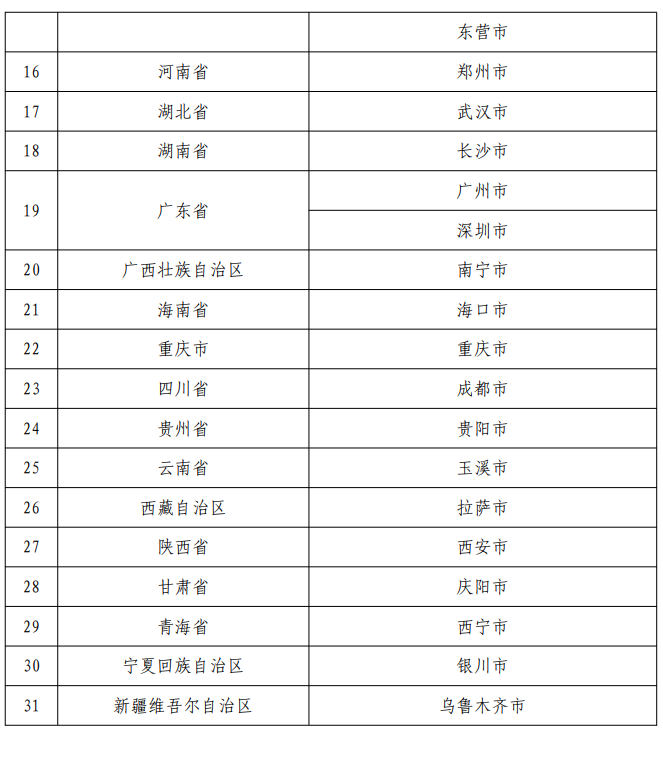 东营市
16 河南省 郑州市
17 湖北省 武汉市
18 湖南省 长沙市
19 广东省 广州市
深圳市
20 广西壮族自治区 南宁市
21 海南省 海口市
22 重庆市 重庆市
23 四川省 成都市
24 贵州省 贵阳市
25 云南省 玉溪市
26 西藏自治区 拉萨市
27 陕西省 西安市
28 甘肃省 庆阳市
29 青海省 西宁市
30 宁夏回族自治区 银川市
31 新疆维吾尔自治区 乌鲁木齐市